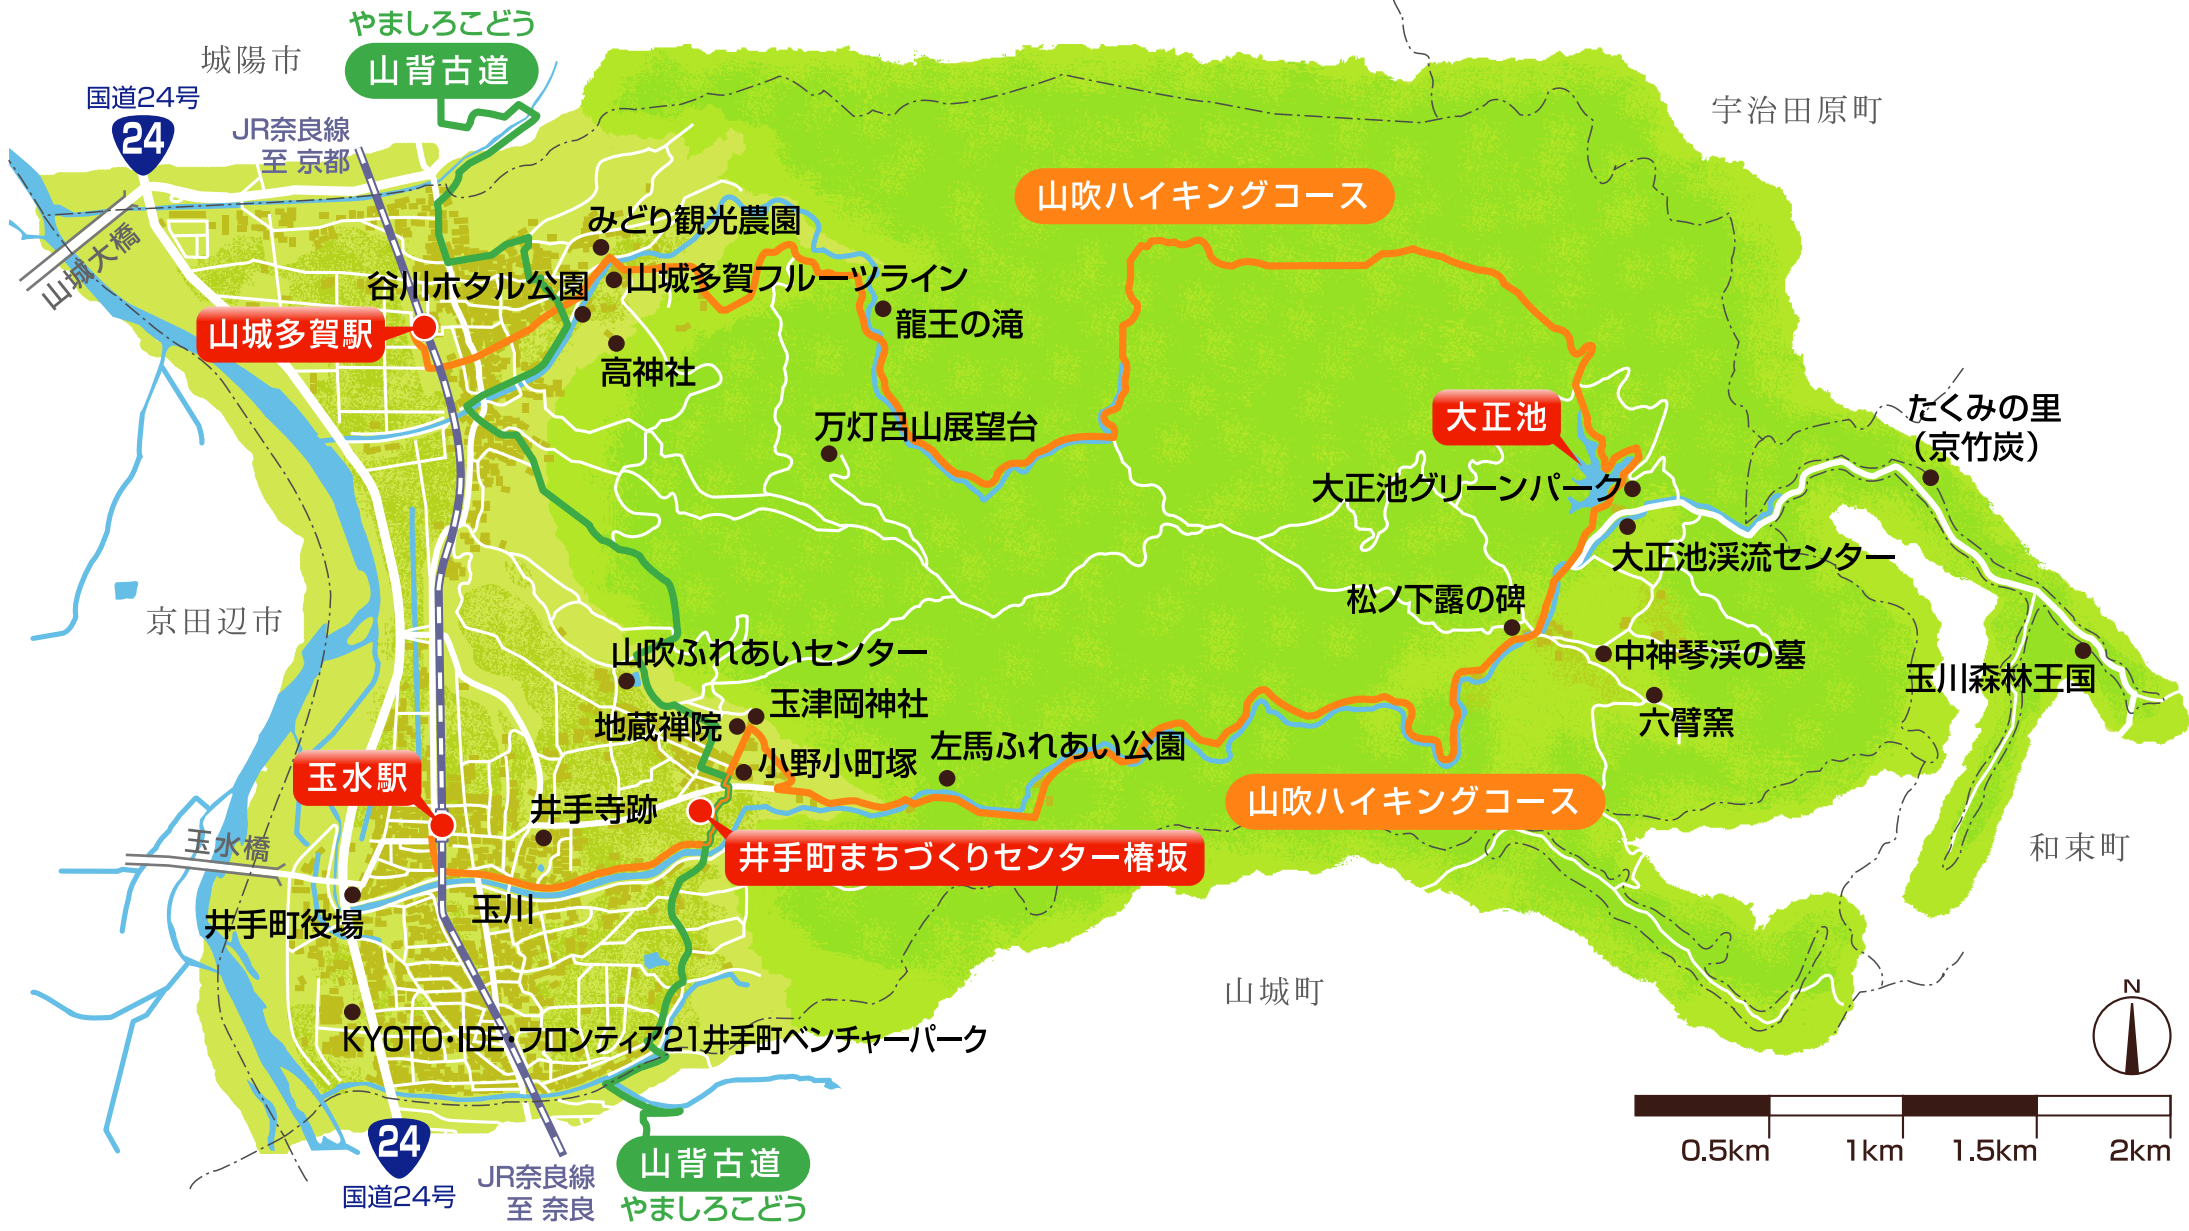 やましろこどう
山背古道
城陽市
国道24号
24
JR奈良線
至 京都
宇治田原町
山吹ハイキングコース
山城大橋
みどり観光農園
谷川ホタル公園
山城多賀フルーツライン
山城多賀駅
龍王の滝
高神社
万灯呂山展望台
大正池
たくみの里
（京竹炭）
大正池グリーンパーク
大正池渓流センター
京田辺市
松ノ下露の碑
山吹ふれあいセンター
中神琴渓の墓
玉川森林王国
玉津岡神社
地蔵禅院
六臂窯
左馬ふれあい公園
小野小町塚
玉水駅
井手寺跡
山吹ハイキングコース
玉水橋
井手町まちづくりセンター椿坂
和束町
井手町役場
玉川
山城町
N
KYOTO・IDE・フロンティア21井手町ベンチャーパーク
0.5km
1km
1.5km
2km
24
国道24号
JR奈良線
至 奈良
山背古道
やましろこどう